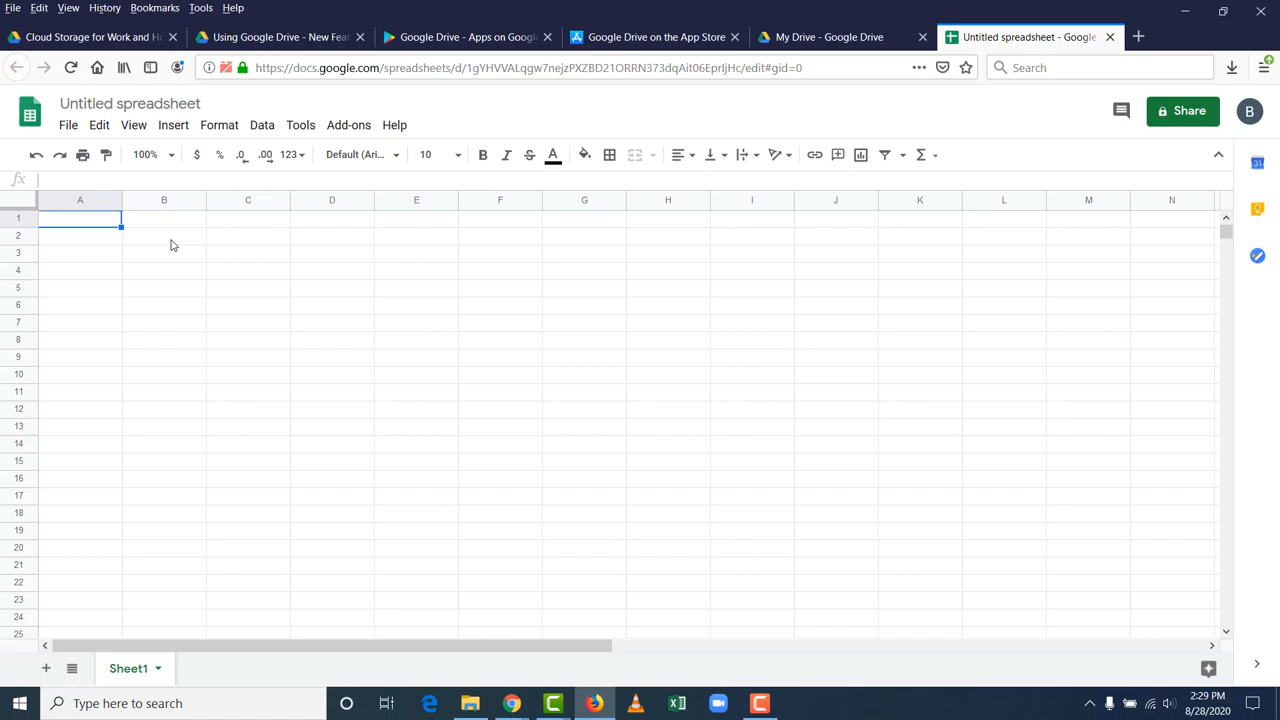 File Edit View History Bookmarks Tools Help
Cloud Storage for Work and Ho Using Google Drive - New Feat Google Drive - Apps on Google Google Drive on the App Store My Drive - Google Drive Untitled spreadsheet - Google
https://docs.google.com/spreadsheets/d/1gYHVVALqgw7nejzPXZBD21ORRN373dqAit06EprIjHc/edit#gid=0 Search
Untitled spreadsheet
File Edit View Insert Format Data Tools Add-ons Help Share B
100% $ % .0 .00 123 Default (Ari... 10 B I S A Σ
fx
A B C D E F G H I J K L M N
31
1
2
3
4
5
6
7
8
9
10
11
12
13
14
15
16
17
18
19
20
21
22
23
24
25
Sheet1
Type here to search
2:29 PM
8/28/2020